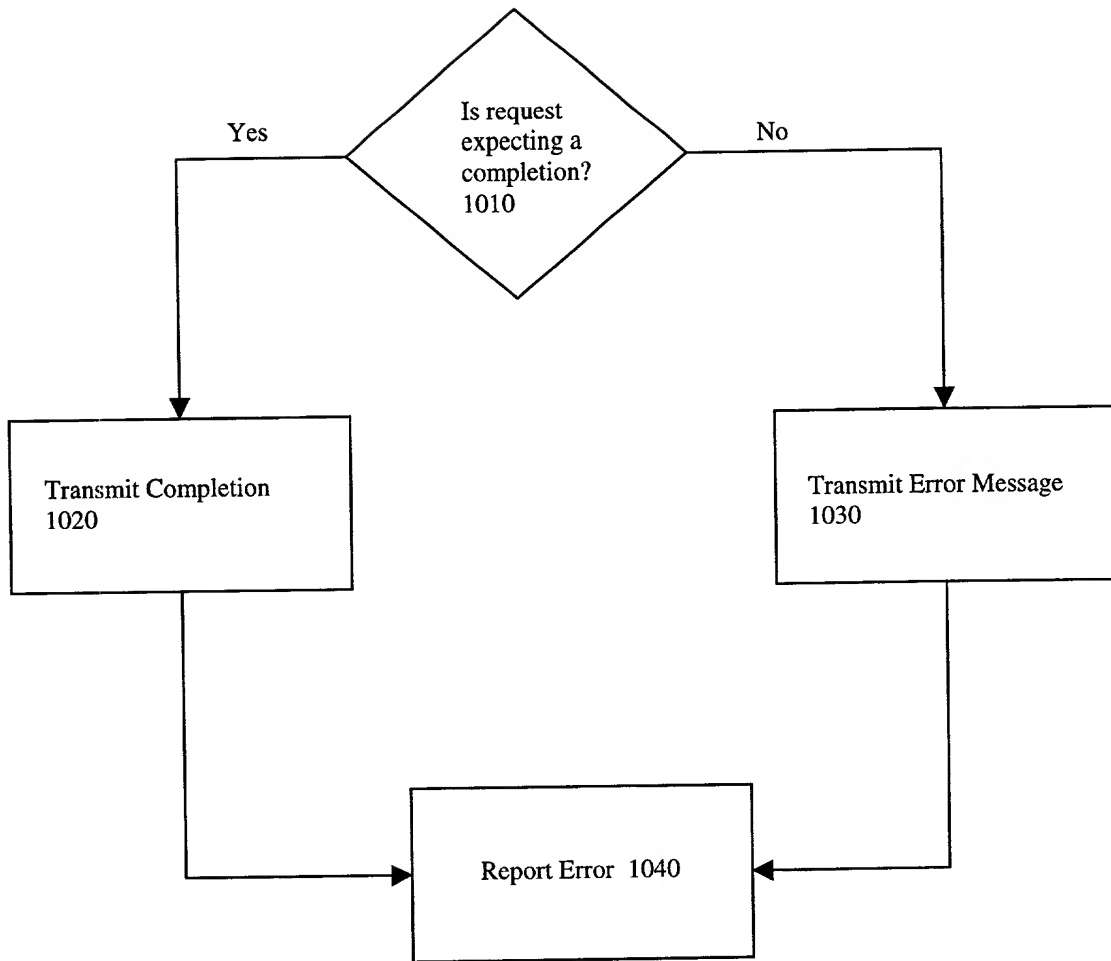 Is request
expecting a
completion?
1010
Yes
No
Transmit Completion
1020
Transmit Error Message
1030
Report Error 1040